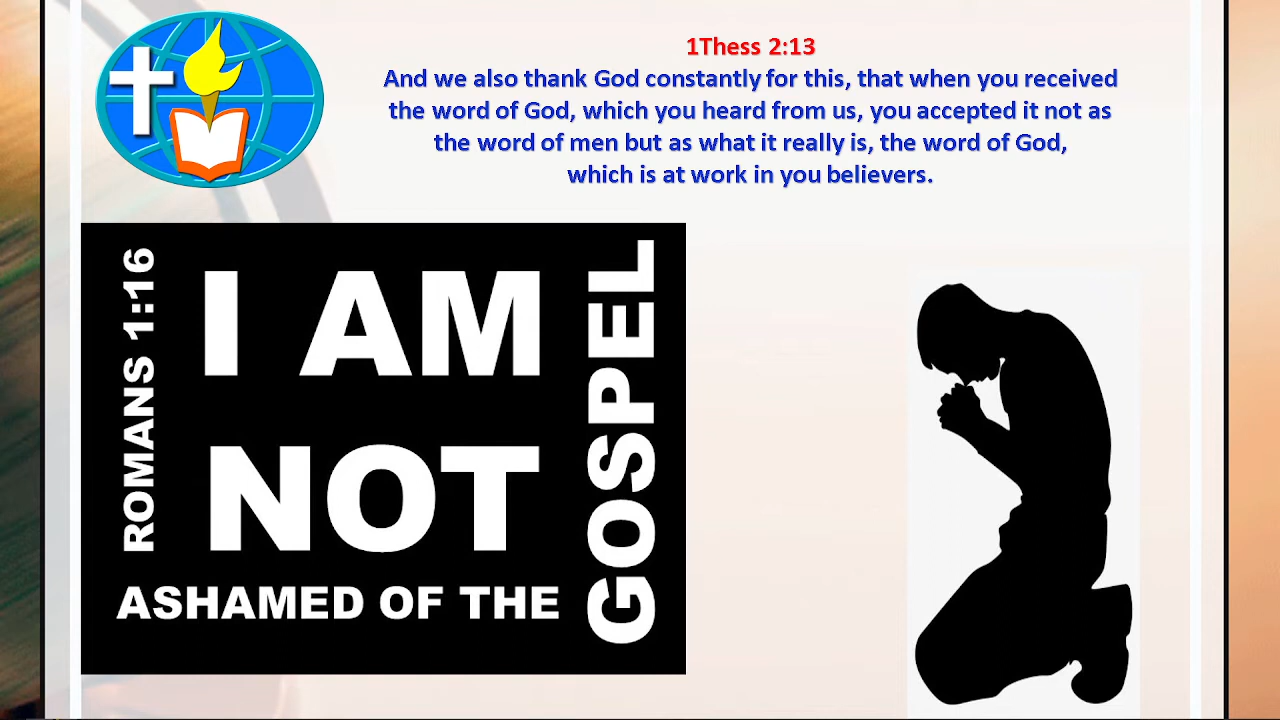 1Thess 2:13
And we also thank God constantly for this, that when you received
the word of God, which you heard from us, you accepted it not as
the word of men but as what it really is, the word of God,
which is at work in you believers.
ROMANS 1:16
I AM
NOT
ASHAMED OF THE
GOSPEL